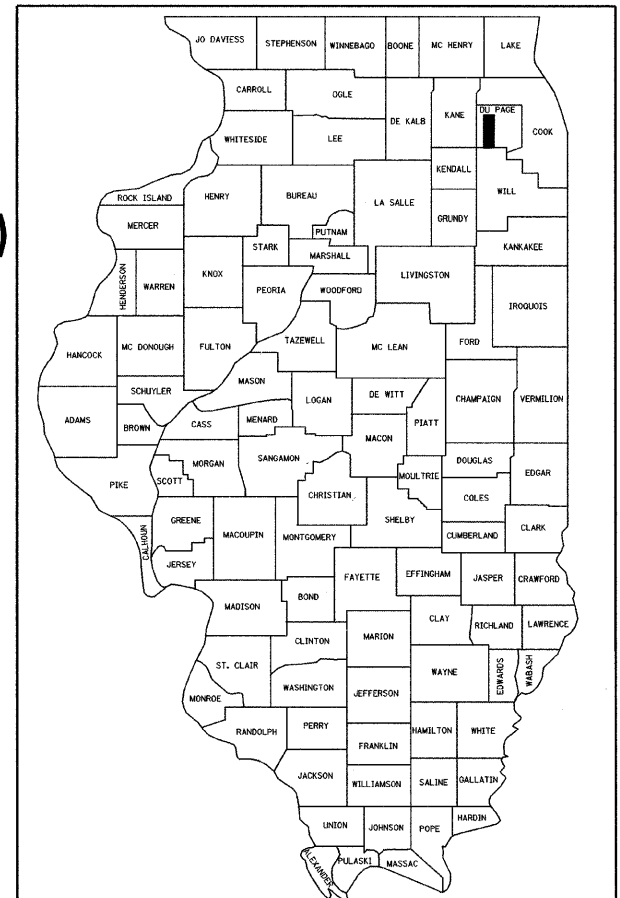 JO DAVIESS
STEPHENSON
WINNEBAGO
BOONE
MC HENRY
LAKE
CARROLL
OGLE
DE KALB
KANE
DU PAGE
COOK
WHITESIDE
LEE
KENDALL
WILL
ROCK ISLAND
HENRY
BUREAU
LA SALLE
GRUNDY
MERCER
PUTNAM
STARK
MARSHALL
KANKAKEE
HENDERSON
WARREN
KNOX
PEORIA
WOODFORD
LIVINGSTON
IROQUOIS
FORD
HANCOCK
MC DONOUGH
FULTON
TAZEWELL
MC LEAN
SCHUYLER
MASON
LOGAN
DE WITT
CHAMPAIGN
VERMILION
ADAMS
BROWN
CASS
MENARD
PIATT
MACON
MORGAN
SANGAMON
DOUGLAS
EDGAR
PIKE
SCOTT
CHRISTIAN
MOULTRIE
COLES
GREENE
MACOUPIN
MONTGOMERY
SHELBY
CUMBERLAND
CLARK
CALHOUN
JERSEY
FAYETTE
EFFINGHAM
JASPER
CRAWFORD
MADISON
BOND
CLAY
RICHLAND
LAWRENCE
CLINTON
MARION
ST. CLAIR
WAYNE
EDWARDS
WABASH
WASHINGTON
JEFFERSON
MONROE
RANDOLPH
PERRY
HAMILTON
WHITE
FRANKLIN
JACKSON
WILLIAMSON
SALINE
GALLATIN
UNION
JOHNSON
POPE
HARDIN
ALEXANDER
PULASKI
MASSAC